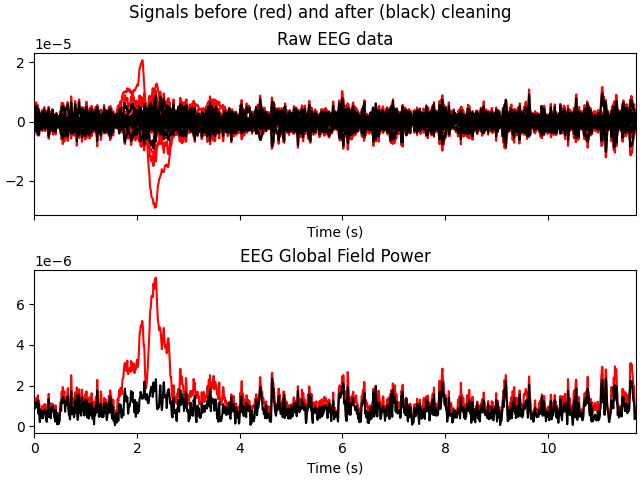 Signals before (red) and after (black) cleaning
Raw EEG data
1e−5
2
0
−2
Time (s)
EEG Global Field Power
1e−6
6
4
2
0
0 2 4 6 8 10
Time (s)